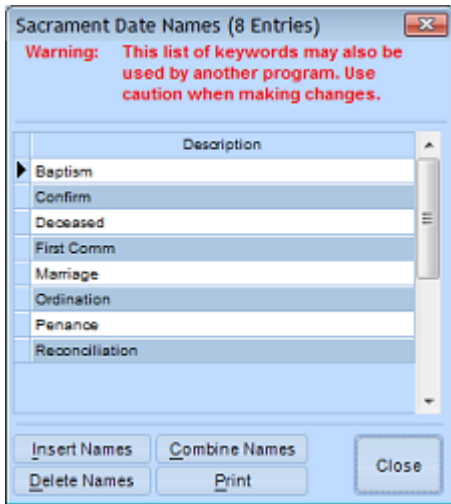 Sacrament Date Names (8 Entries)
Warning: This list of keywords may also be
used by another program. Use
caution when making changes.
Description
Baptism
Confirm
Deceased
First Comm
Marriage
Ordination
Penance
Reconciliation
Insert Names Combine Names
Close
Delete Names Print